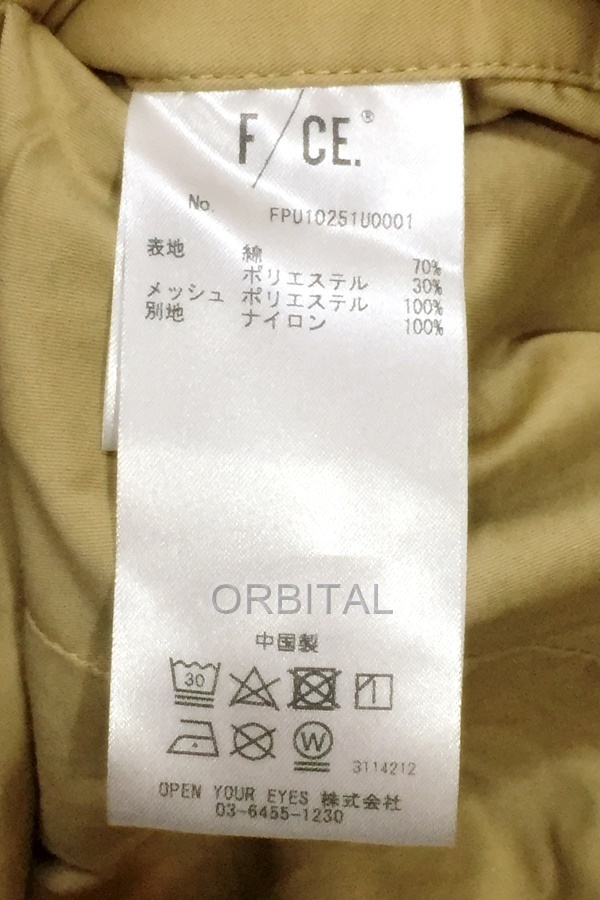 F/CE.®
No. FPU10251U0001
表地 綿 70%
ポリエステル 30%
メッシュ ポリエステル 100%
別地 ナイロン 100%
ORBITAL
中国製
30
W
3114212
OPEN YOUR EYES 株式会社
03-6455-1230